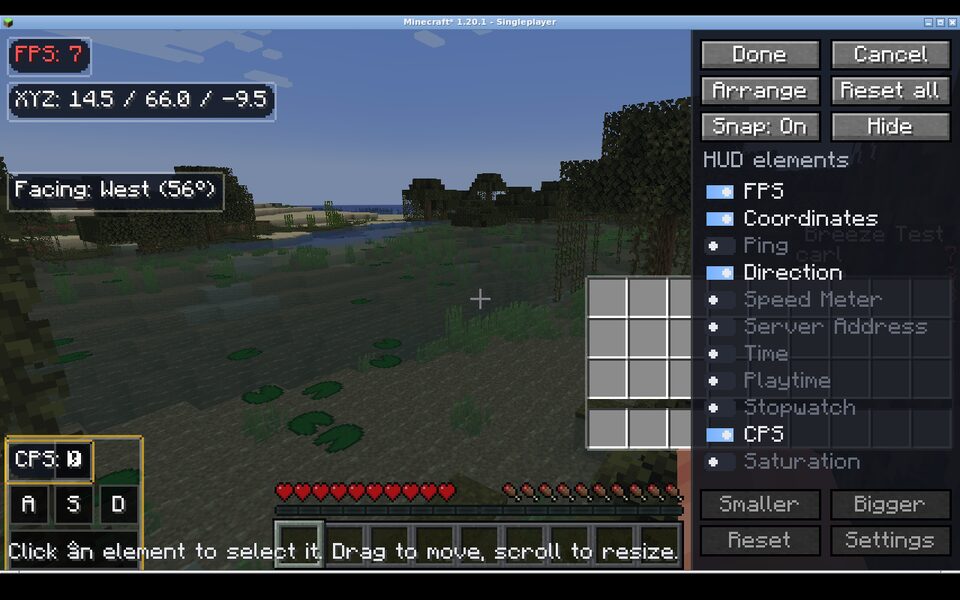 Minecraft* 1.20.1 - Singleplayer
FPS: 7
XYZ: 14.5 / 66.0 / -9.5
Facing: West (56°)
CPS: 0
A S D
Click an element to select it. Drag to move, scroll to resize.
Done
Cancel
Arrange
Reset all
Snap: On
Hide
HUD elements
FPS
Coordinates
Ping
Direction
Speed Meter
Server Address
Time
Playtime
Stopwatch
CPS
Saturation
Smaller
Bigger
Reset
Settings